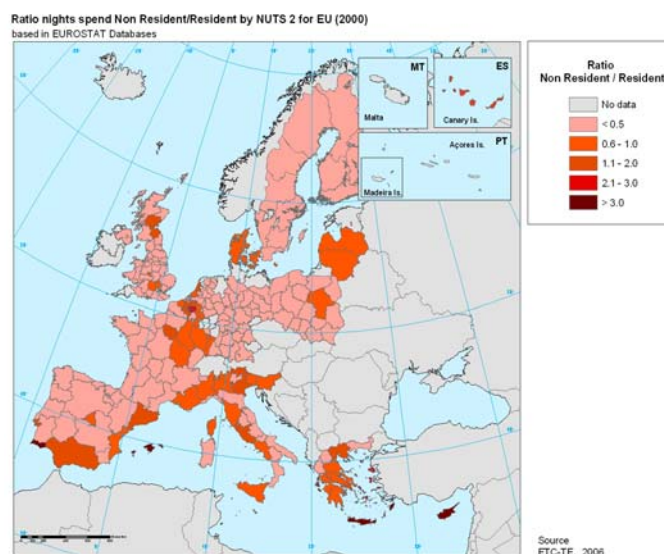 Ratio nights spend Non Resident/Resident by NUTS 2 for EU (2000)
based in EUROSTAT Databases
MT
Malta
ES
Canary Is.
PT
Açores Is.
Madeira Is.
Ratio
Non Resident / Resident
No data
< 0.5
0.6 - 1.0
1.1 - 2.0
2.1 - 3.0
> 3.0
Source
ETC-TE, 2006